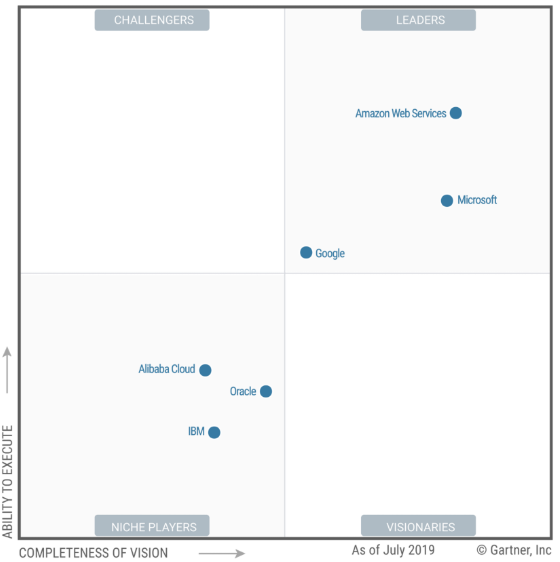 CHALLENGERS
LEADERS
Amazon Web Services
Microsoft
Google
Alibaba Cloud
Oracle
IBM
ABILITY TO EXECUTE
NICHE PLAYERS
VISIONARIES
COMPLETENESS OF VISION
As of July 2019
© Gartner, Inc